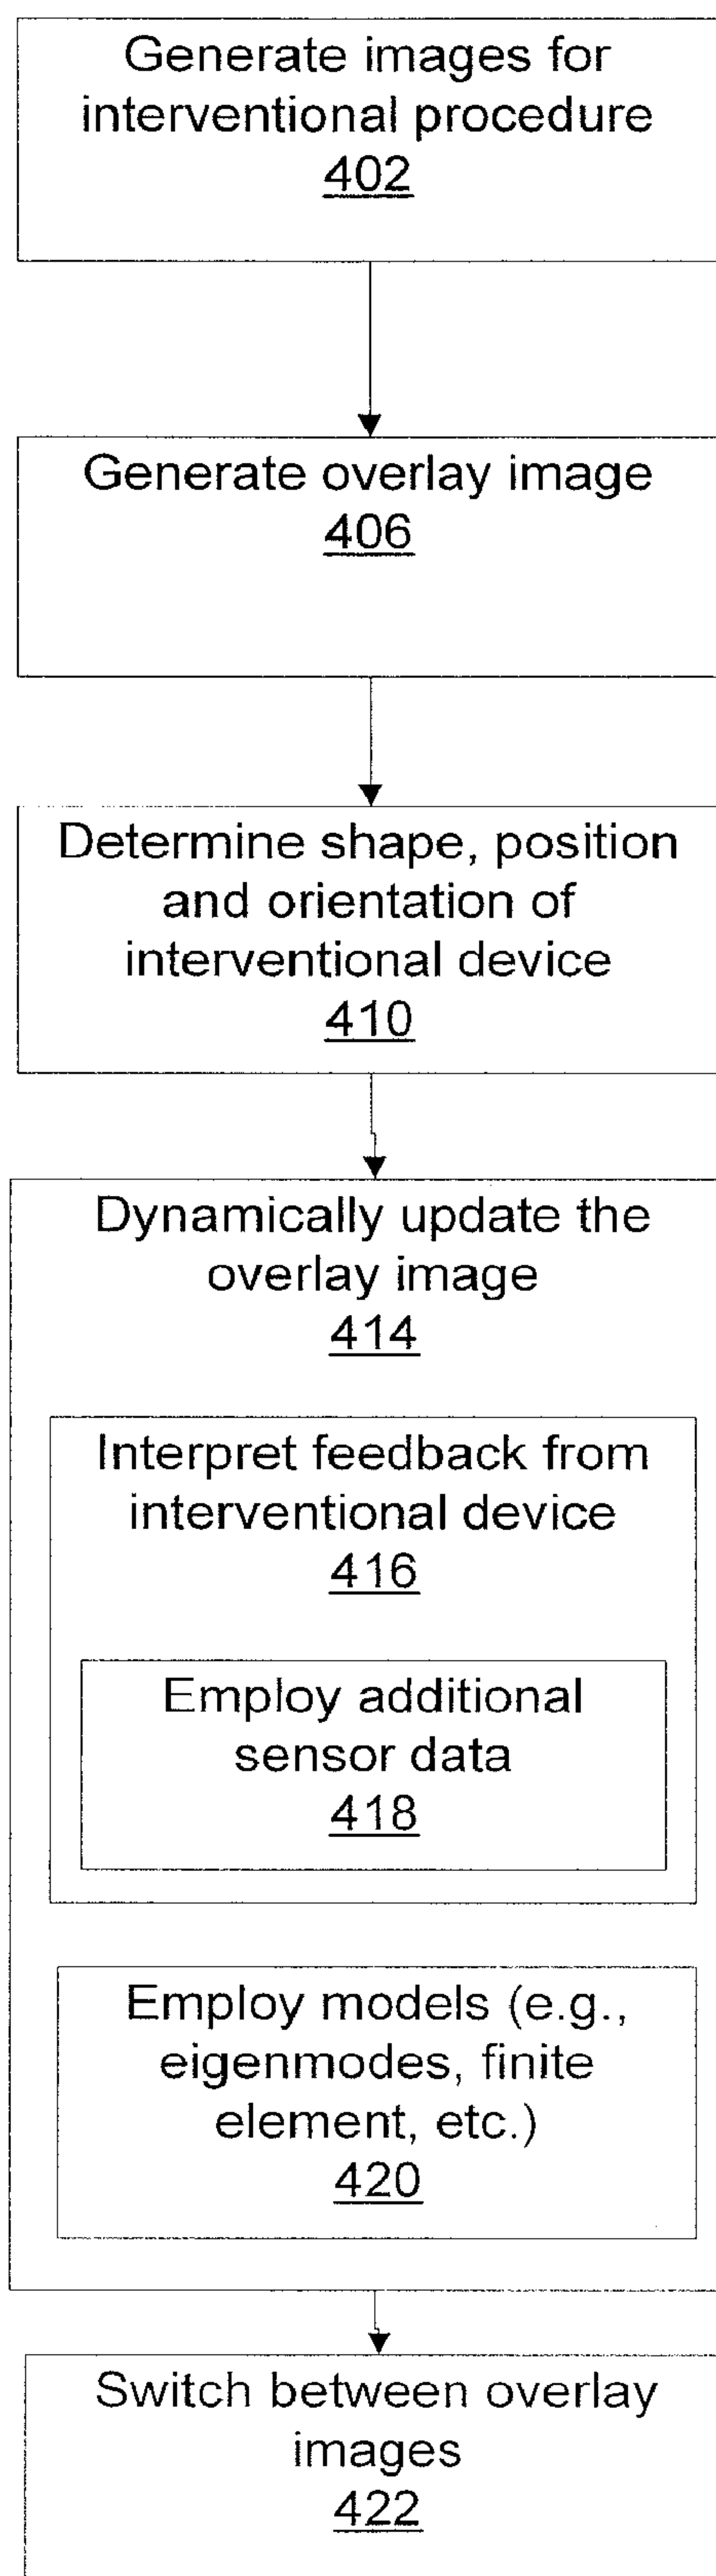 Generate images for
interventional procedure
402
Generate overlay image
406
Determine shape, position
and orientation of
interventional device
410
Dynamically update the
overlay image
414
Interpret feedback from
interventional device
416
Employ additional
sensor data
418
Employ models (e.g.,
eigenmodes, finite
element, etc.)
420
Switch between overlay
images
422